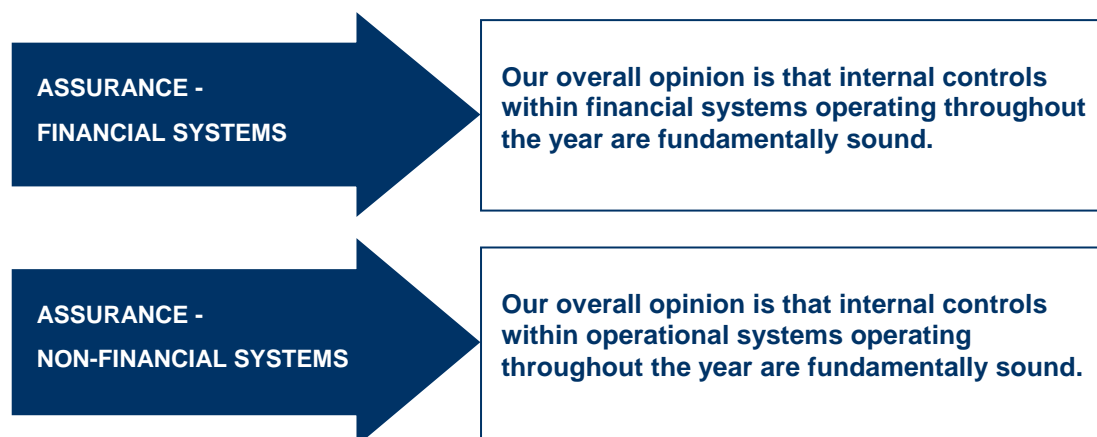 ASSURANCE -
FINANCIAL SYSTEMS
Our overall opinion is that internal controls
within financial systems operating throughout
the year are fundamentally sound.
ASSURANCE -
NON-FINANCIAL SYSTEMS
Our overall opinion is that internal controls
within operational systems operating
throughout the year are fundamentally sound.